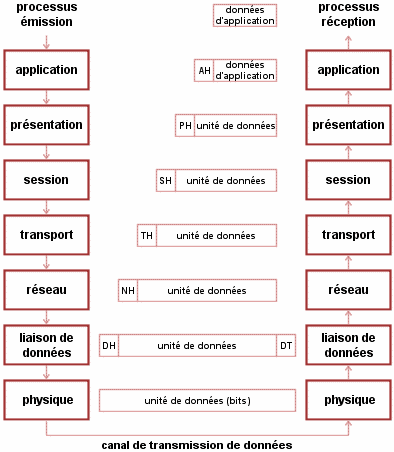 processus
émission
données
d'application
processus
réception
application
AH
données
d'application
application
présentation
PH
unité de données
présentation
session
SH
unité de données
session
transport
TH
unité de données
transport
réseau
NH
unité de données
réseau
liaison de
données
DH
unité de données
DT
liaison de
données
physique
unité de données (bits)
physique
canal de transmission de données